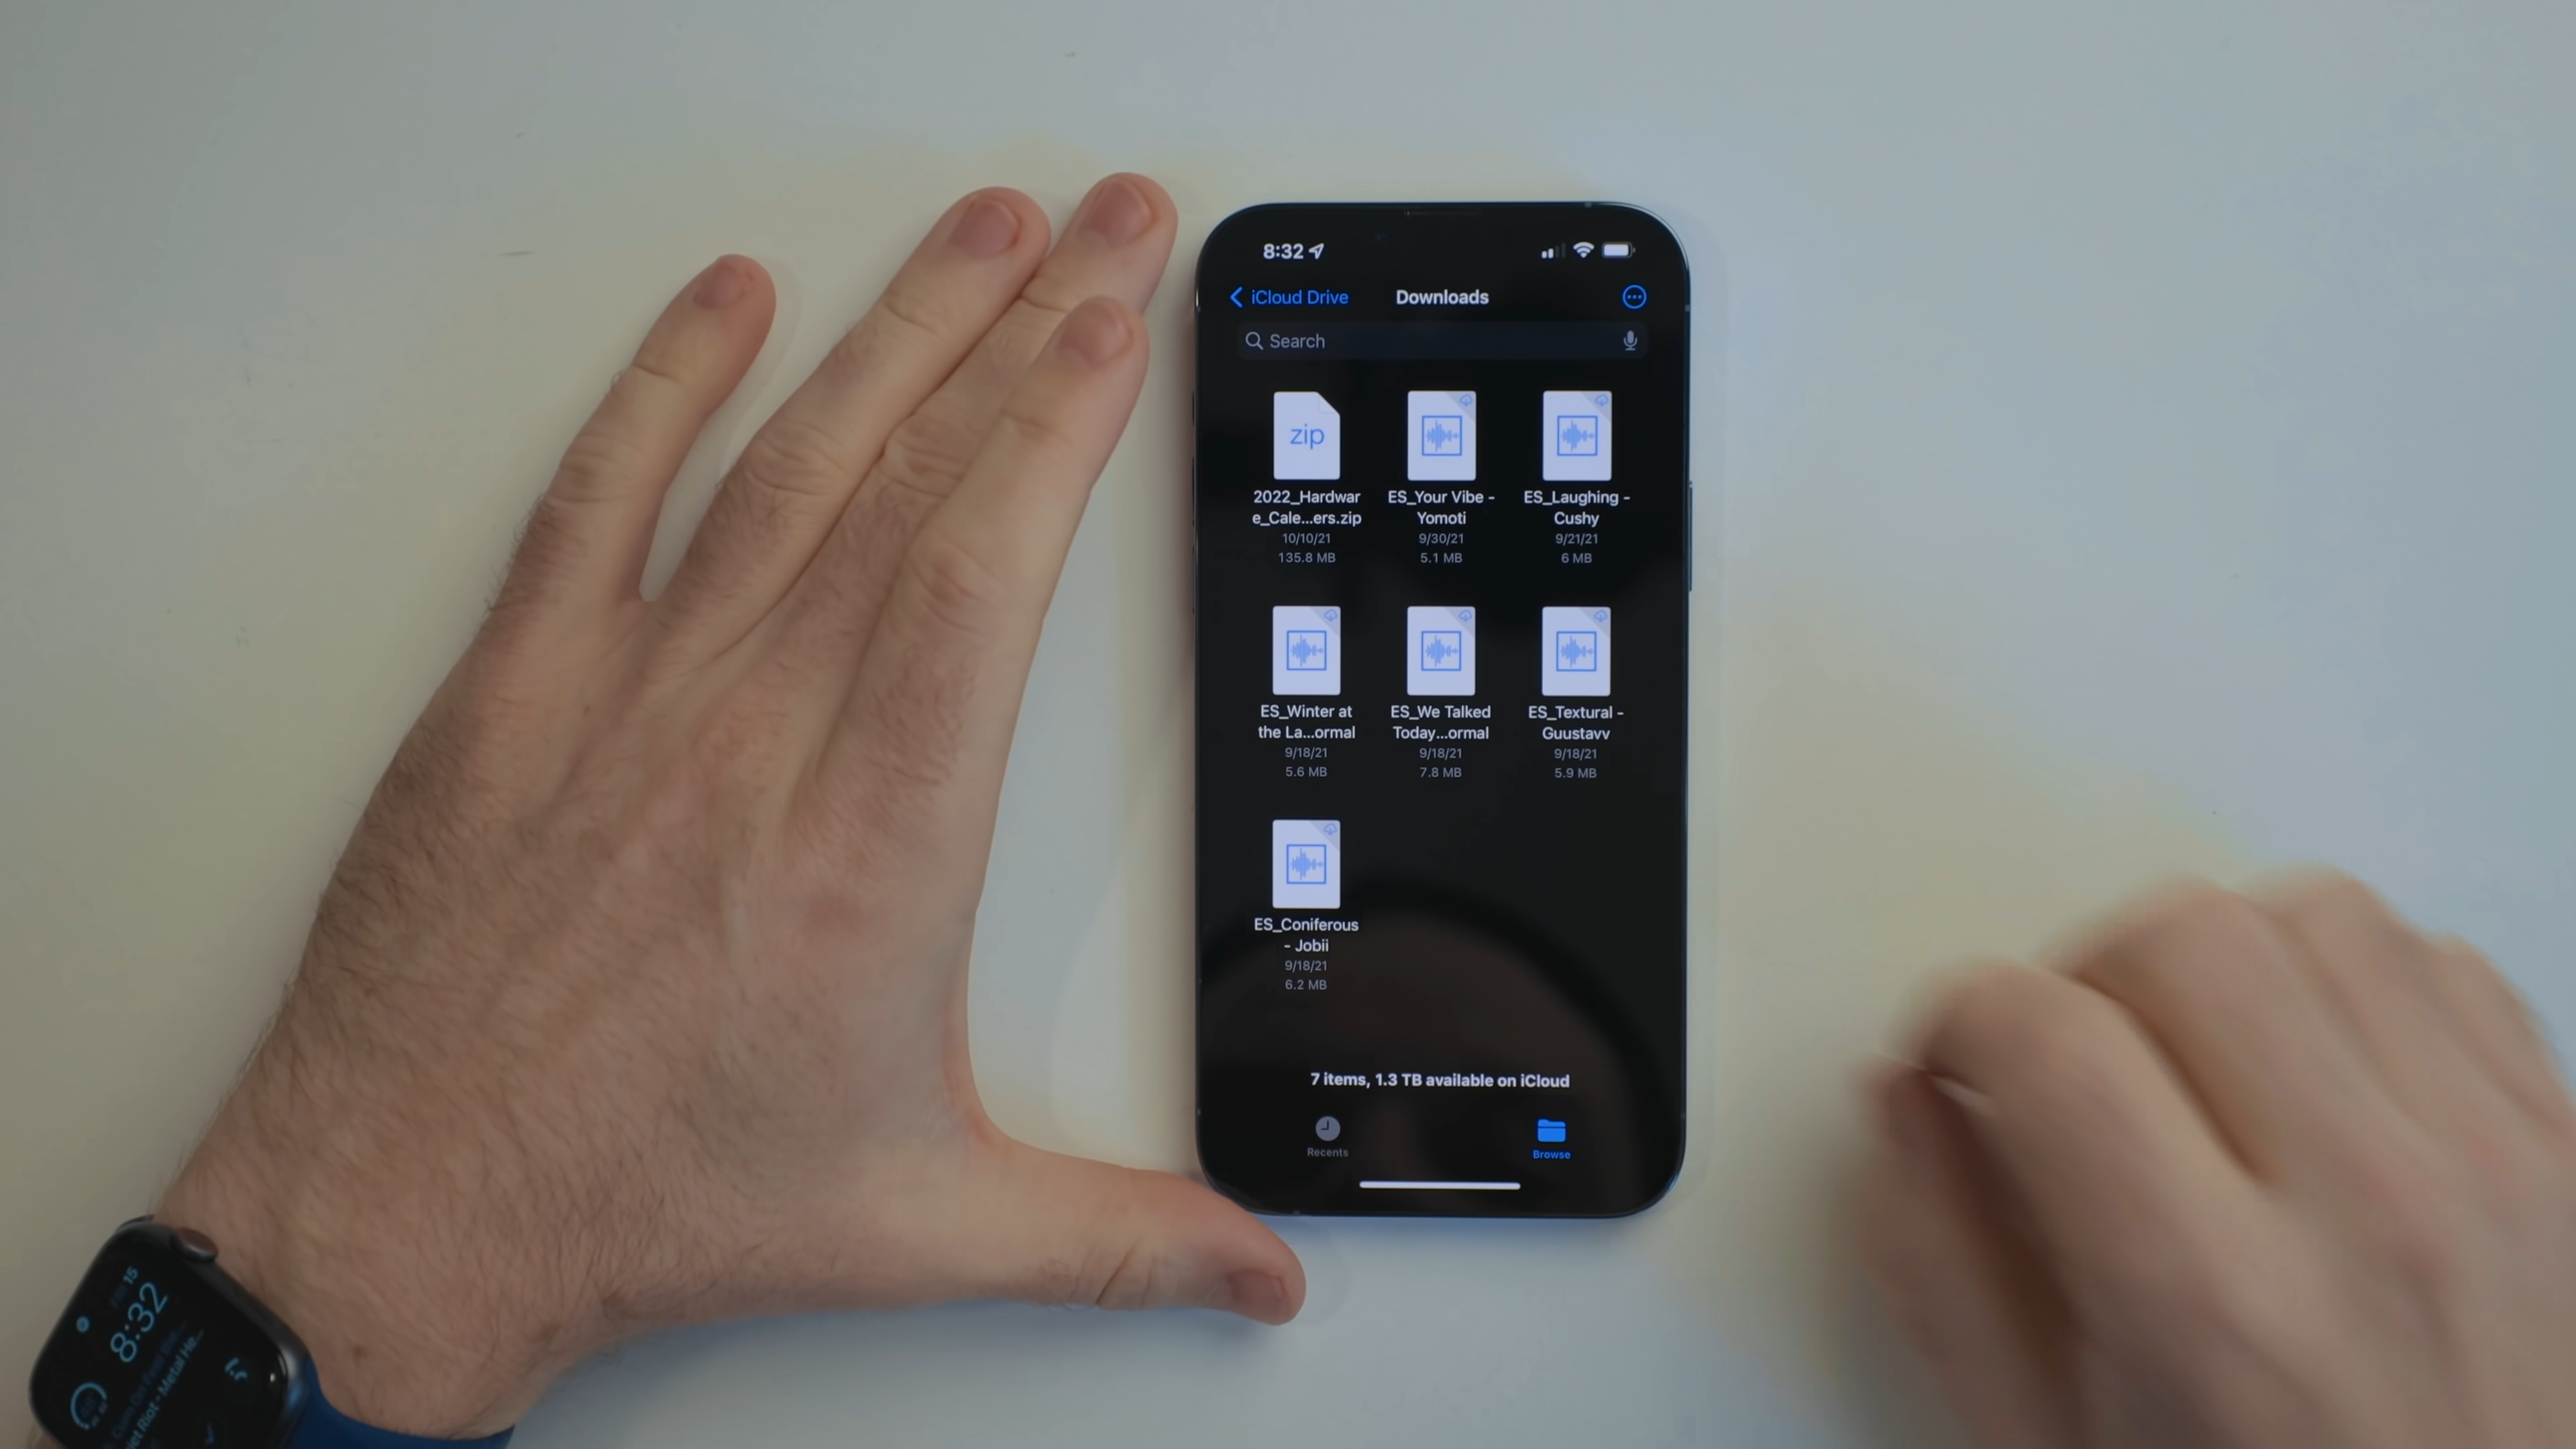 8:32
iCloud Drive
Downloads
Search
zip
2022_Hardwar
e_Cale...ers.zip
10/10/21
135.8 MB
ES_Your Vibe -
Yomoti
9/30/21
5.1 MB
ES_Laughing -
Cushy
9/21/21
6 MB
ES_Winter at
the La...ormal
9/18/21
5.6 MB
ES_We Talked
Today...ormal
9/18/21
7.8 MB
ES_Textural -
Guustavv
9/18/21
5.9 MB
ES_Coniferous
- Jobii
9/18/21
6.2 MB
7 items, 1.3 TB available on iCloud
Recents
Browse
15
8:32
Riot - Metal He...